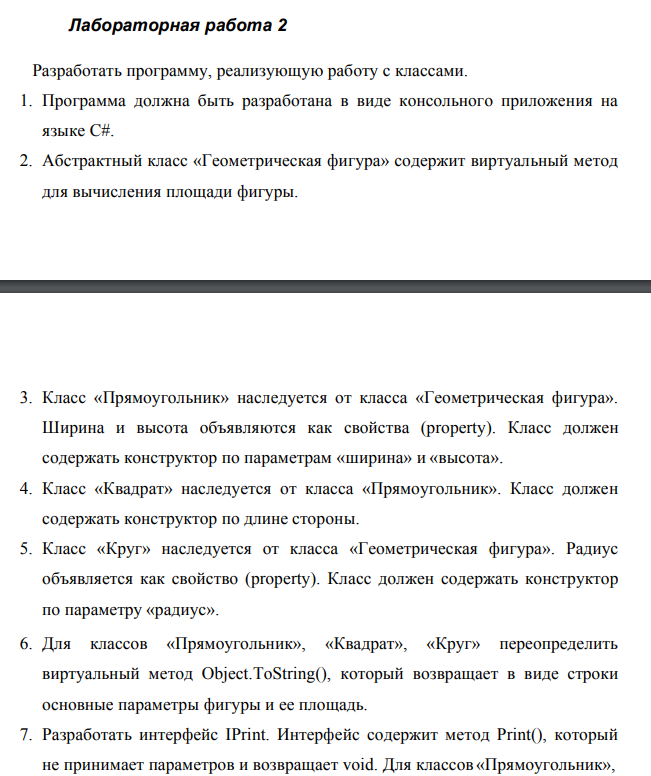 Лабораторная работа 2
Разработать программу, реализующую работу с классами.
1. Программа должна быть разработана в виде консольного приложения на
языке C#.
2. Абстрактный класс «Геометрическая фигура» содержит виртуальный метод
для вычисления площади фигуры.
3. Класс «Прямоугольник» наследуется от класса «Геометрическая фигура».
Ширина и высота объявляются как свойства (property). Класс должен
содержать конструктор по параметрам «ширина» и «высота».
4. Класс «Квадрат» наследуется от класса «Прямоугольник». Класс должен
содержать конструктор по длине стороны.
5. Класс «Круг» наследуется от класса «Геометрическая фигура». Радиус
объявляется как свойство (property). Класс должен содержать конструктор
по параметру «радиус».
6. Для классов «Прямоугольник», «Квадрат», «Круг» переопределить
виртуальный метод Object.ToString(), который возвращает в виде строки
основные параметры фигуры и ее площадь.
7. Разработать интерфейс IPrint. Интерфейс содержит метод Print(), который
не принимает параметров и возвращает void. Для классов «Прямоугольник»,